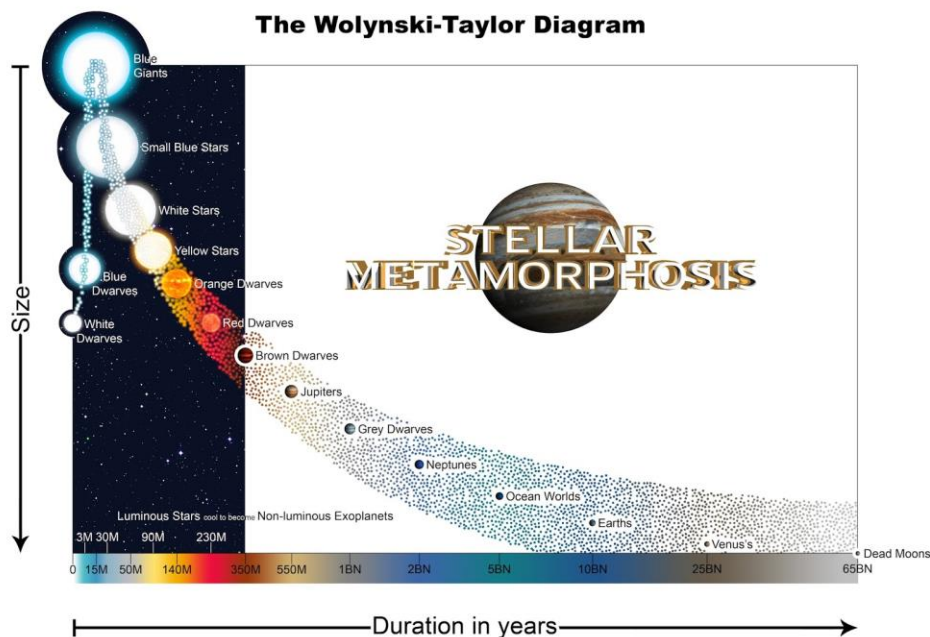 The Wolynski-Taylor Diagram
Blue
Giants
Small Blue Stars
White Stars
Yellow Stars
Blue
Dwarves
Orange Dwarves
White
Dwarves
Red Dwarves
Brown Dwarves
Jupiters
Grey Dwarves
Neptunes
Ocean Worlds
Earths
Venus's
Dead Moons
STELLAR
METAMORPHOSIS
Size
Luminous Stars cool to become Non-luminous Exoplanets
3M 30M 90M 230M
0 15M 50M 140M 350M 550M 1BN 2BN 5BN 10BN 25BN 65BN
Duration in years